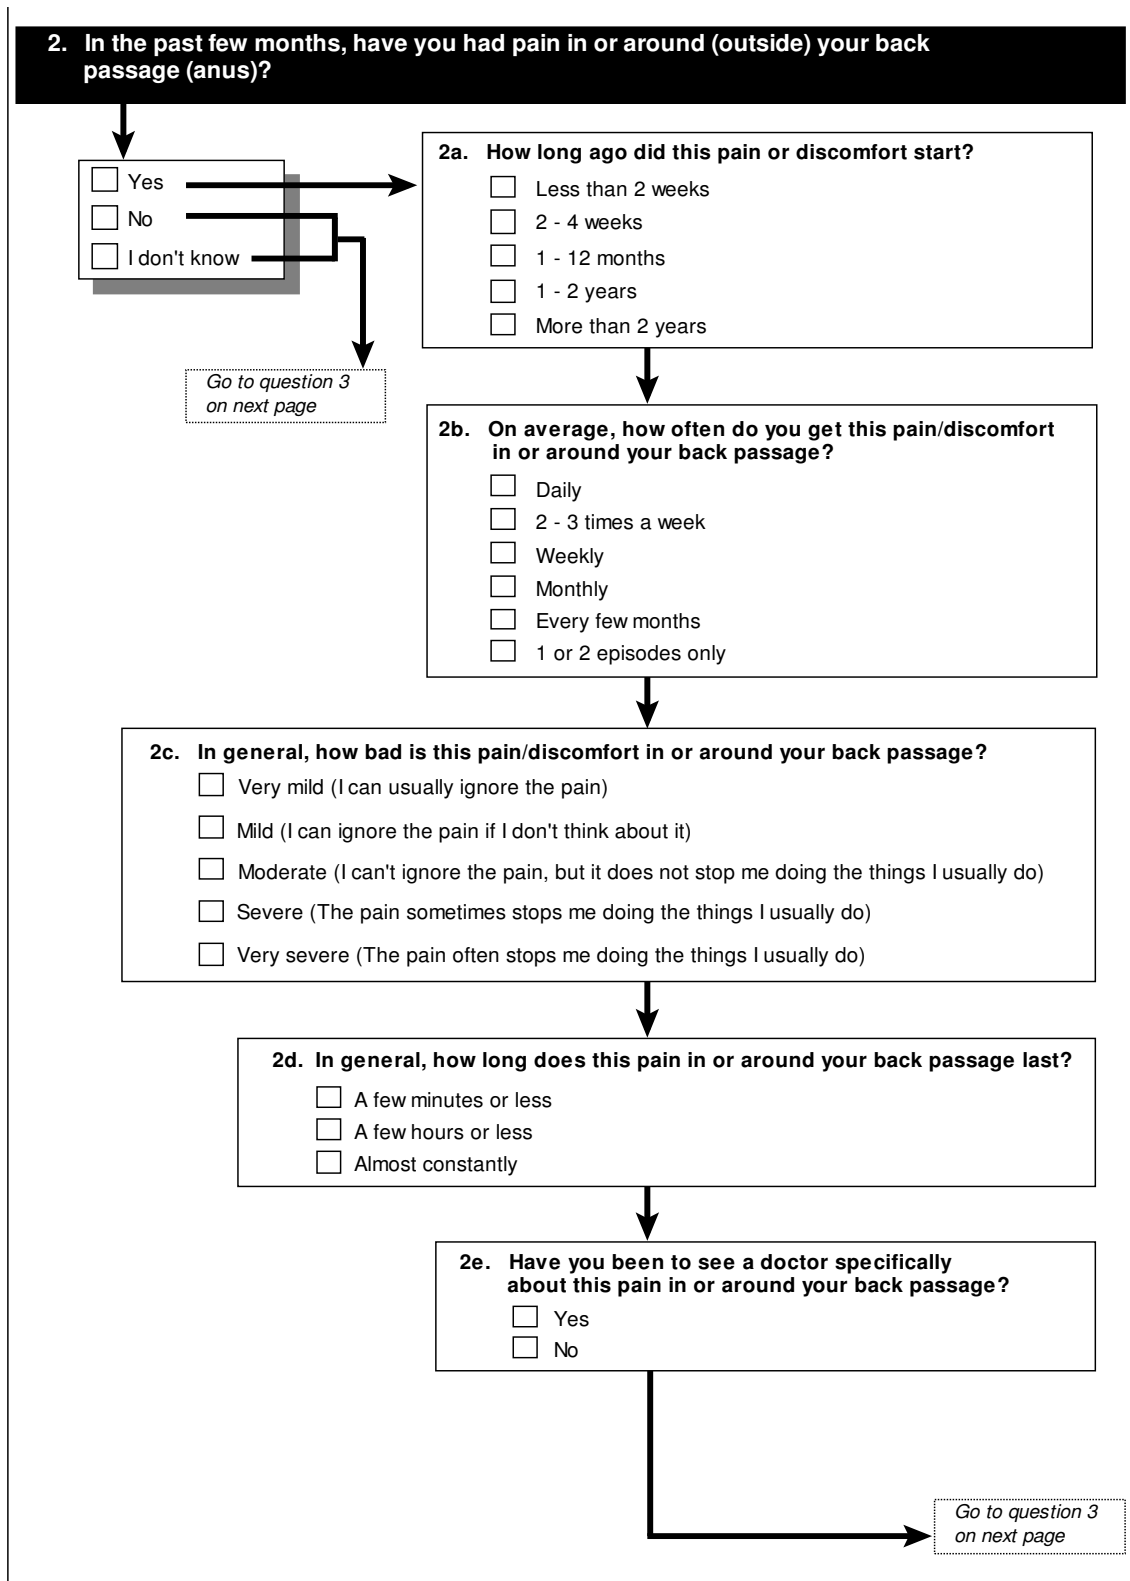 2. In the past few months, have you had pain in or around (outside) your back
passage (anus)?
Yes
No
I don't know
Go to question 3
on next page
2a. How long ago did this pain or discomfort start?
Less than 2 weeks
2 - 4 weeks
1 - 12 months
1 - 2 years
More than 2 years
2b. On average, how often do you get this pain/discomfort
in or around your back passage?
Daily
2 - 3 times a week
Weekly
Monthly
Every few months
1 or 2 episodes only
2c. In general, how bad is this pain/discomfort in or around your back passage?
Very mild (I can usually ignore the pain)
Mild (I can ignore the pain if I don't think about it)
Moderate (I can't ignore the pain, but it does not stop me doing the things I usually do)
Severe (The pain sometimes stops me doing the things I usually do)
Very severe (The pain often stops me doing the things I usually do)
2d. In general, how long does this pain in or around your back passage last?
A few minutes or less
A few hours or less
Almost constantly
2e. Have you been to see a doctor specifically
about this pain in or around your back passage?
Yes
No
Go to question 3
on next page